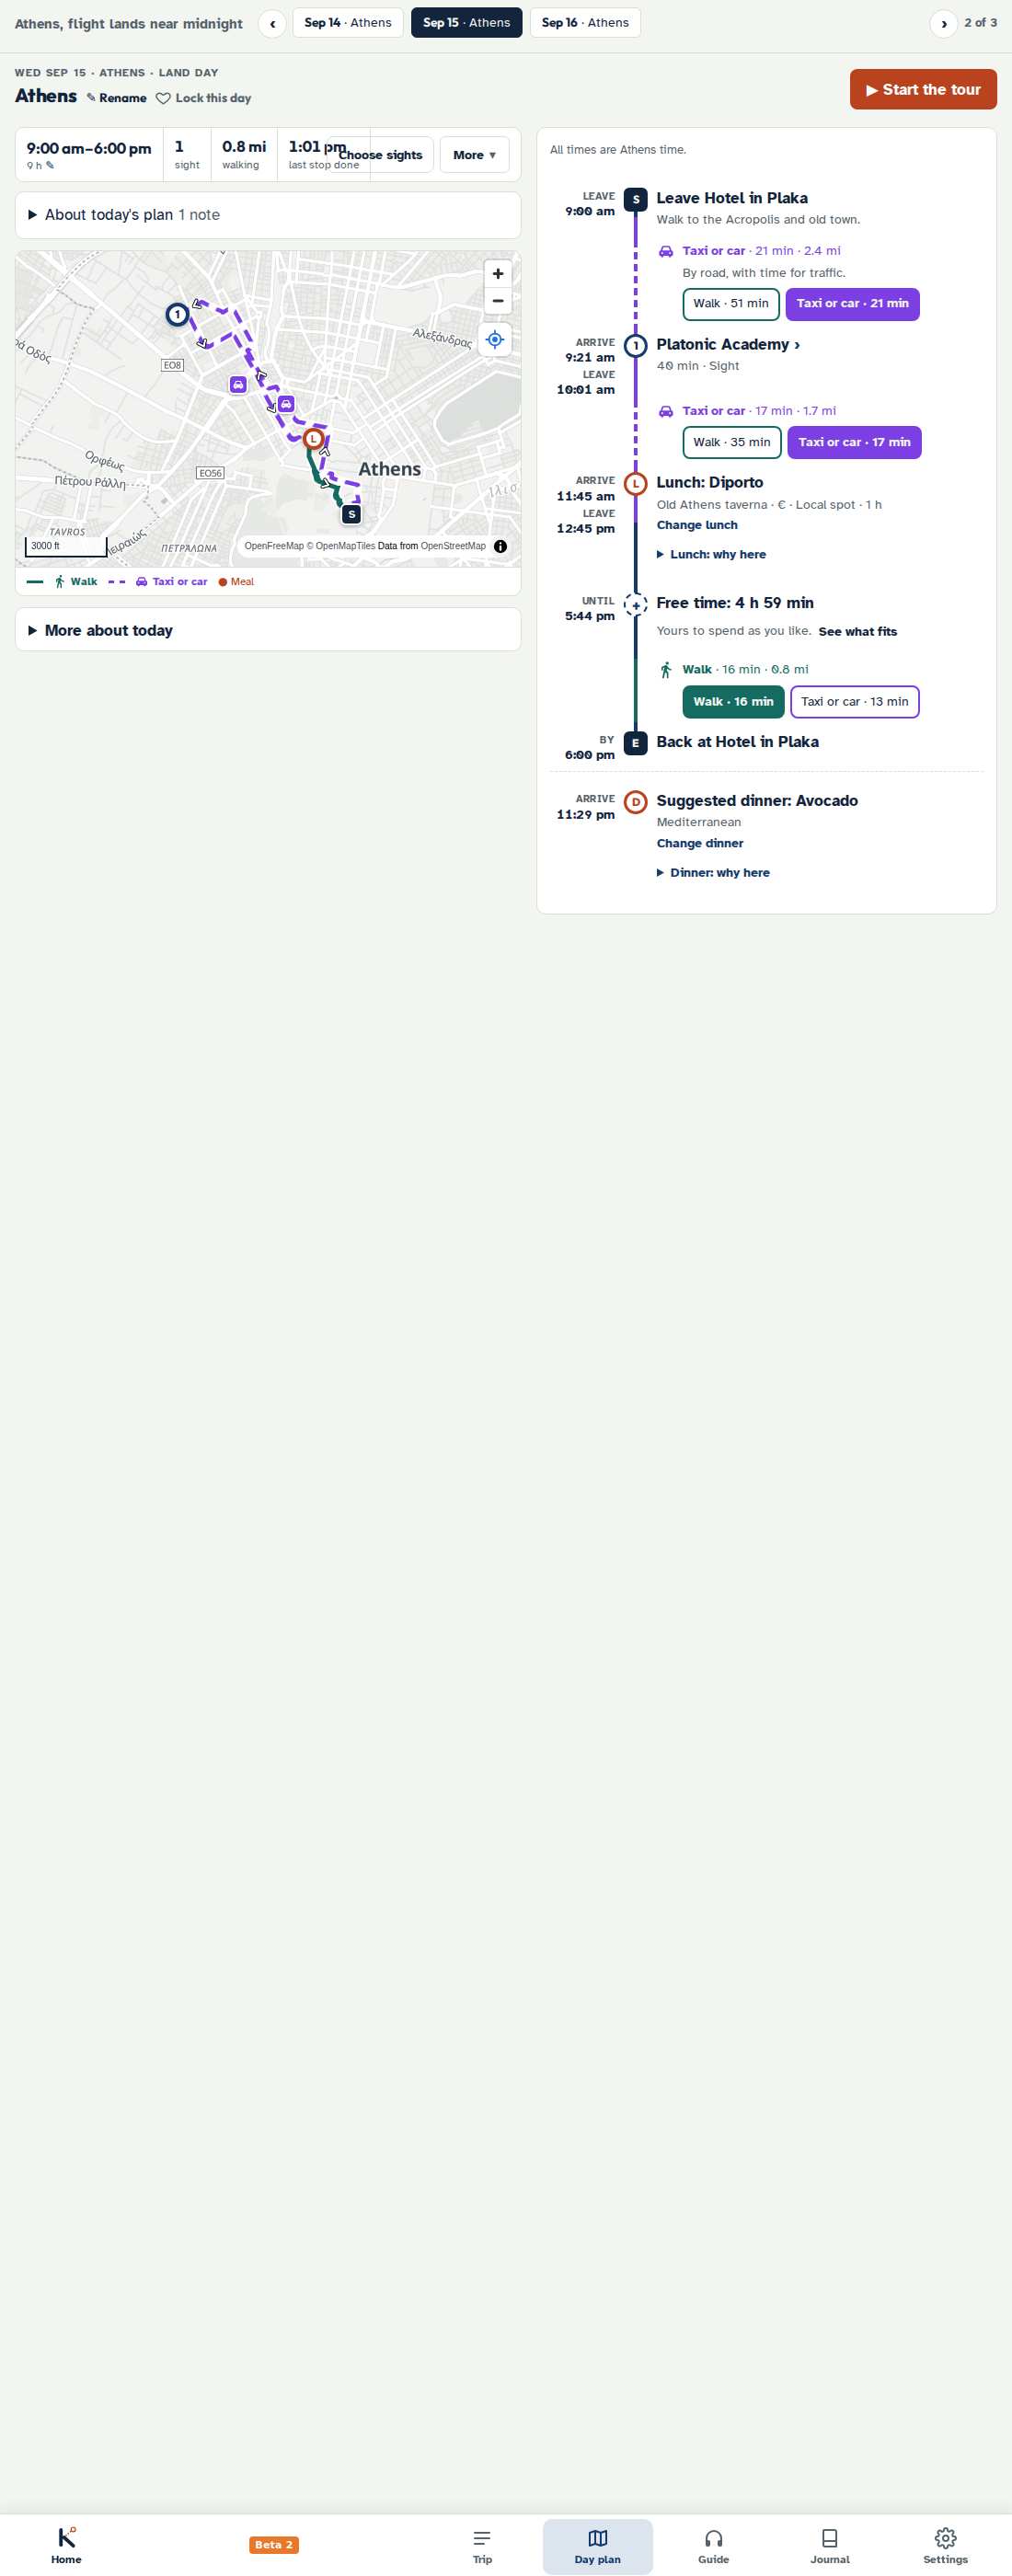 Athens, flight lands near midnight
‹
Sep 14 · Athens
Sep 15 · Athens
Sep 16 · Athens
›
2 of 3
WED SEP 15 · ATHENS · LAND DAY
Athens
✎ Rename
Lock this day
▶ Start the tour
9:00 am–6:00 pm
9 h ✎
1
sight
0.8 mi
walking
1:01 pm
last stop done
Choose sights
More ▼
▶ About today's plan 1 note
+
−
1
Αλεξάνδρας
ρά Οδός
ΕΟ8
L
Ορφέως
Πέτρου Ράλλη
ΕΟ56
Athens
Ιλισ
S
TAVROS
3000 ft
Πειραιώς
ΠΕΤΡΑΛΩΝΑ
OpenFreeMap © OpenMapTiles Data from OpenStreetMap
Walk
Taxi or car
Meal
▶ More about today
All times are Athens time.
LEAVE
9:00 am
S
Leave Hotel in Plaka
Walk to the Acropolis and old town.
Taxi or car · 21 min · 2.4 mi
By road, with time for traffic.
Walk · 51 min
Taxi or car · 21 min
ARRIVE
9:21 am
LEAVE
10:01 am
1
Platonic Academy ›
40 min · Sight
Taxi or car · 17 min · 1.7 mi
Walk · 35 min
Taxi or car · 17 min
ARRIVE
11:45 am
LEAVE
12:45 pm
L
Lunch: Diporto
Old Athens taverna · € · Local spot · 1 h
Change lunch
▶ Lunch: why here
UNTIL
5:44 pm
+
Free time: 4 h 59 min
Yours to spend as you like. See what fits
Walk · 16 min · 0.8 mi
Walk · 16 min
Taxi or car · 13 min
BY
6:00 pm
E
Back at Hotel in Plaka
ARRIVE
11:29 pm
D
Suggested dinner: Avocado
Mediterranean
Change dinner
▶ Dinner: why here
Home
Beta 2
Trip
Day plan
Guide
Journal
Settings